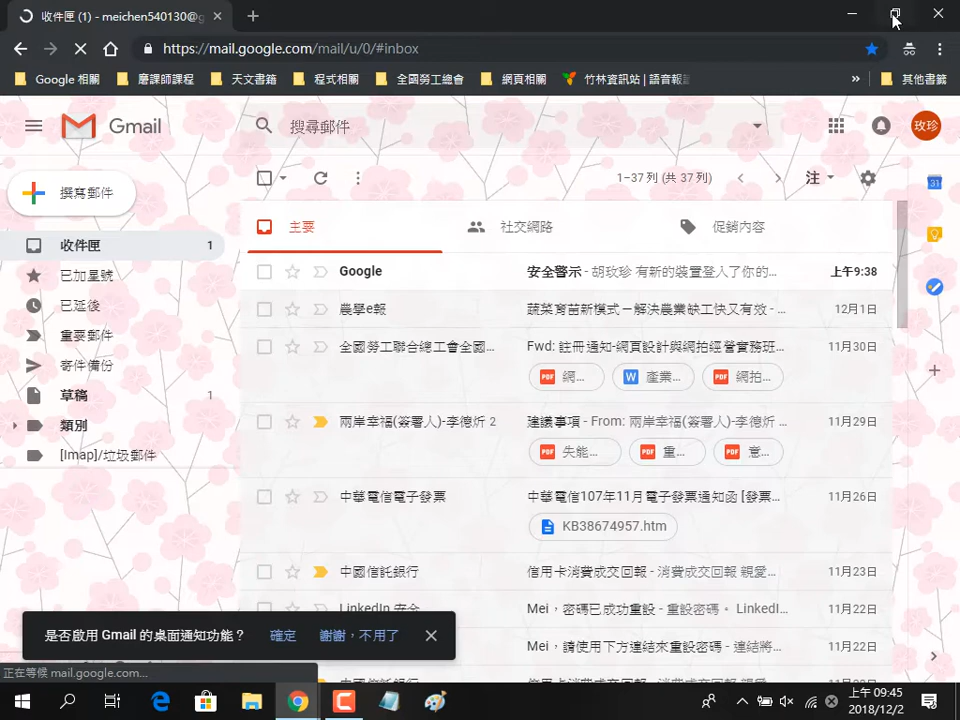 收件匣 (1) - meichen540130@g
https://mail.google.com/mail/u/0/#inbox
Google 相關 磨課師課程 天文書籍 程式相關 全國勞工總會 網頁相關 竹林資訊站 | 語音報 » 其他書籤
Gmail 搜尋郵件 玫珍
撰寫郵件
1–37 列 (共 37 列) 注 31
收件匣 1
已加星號
已延後
重要郵件
寄件備份
草稿 1
類別
[Imap]/垃圾郵件
主要 社交網路 促銷內容
Google 安全警示 - 胡玫珍 有新的裝置登入了你的... 上午9:38
農學e報 蔬菜育苗新模式－解決農業缺工快又有效 - ... 12月1日
全國勞工聯合總工會全國... Fwd: 註冊通知-網頁設計與網拍經營實務班... 11月30日
PDF 網... W 產業... PDF 網拍...
兩岸幸福(簽署人)-李德炘 2 建議事項 - From: 兩岸幸福(簽署人)-李德炘 ... 11月29日
PDF 失能... PDF 重... PDF 意...
中華電信電子發票 中華電信107年11月電子發票通知函 [發票... 11月26日
KB38674957.htm
中國信託銀行 信用卡消費成交回報 - 消費成交回報 親愛... 11月23日
LinkedIn 安全 Mei，密碼已成功重設 - 重設密碼。 LinkedI... 11月22日
Mei，請使用下方連結來重設密碼 - 連結將... 11月22日
是否啟用 Gmail 的桌面通知功能？ 確定 謝謝，不用了
正在等候 mail.google.com...
上午 09:45
2018/12/2